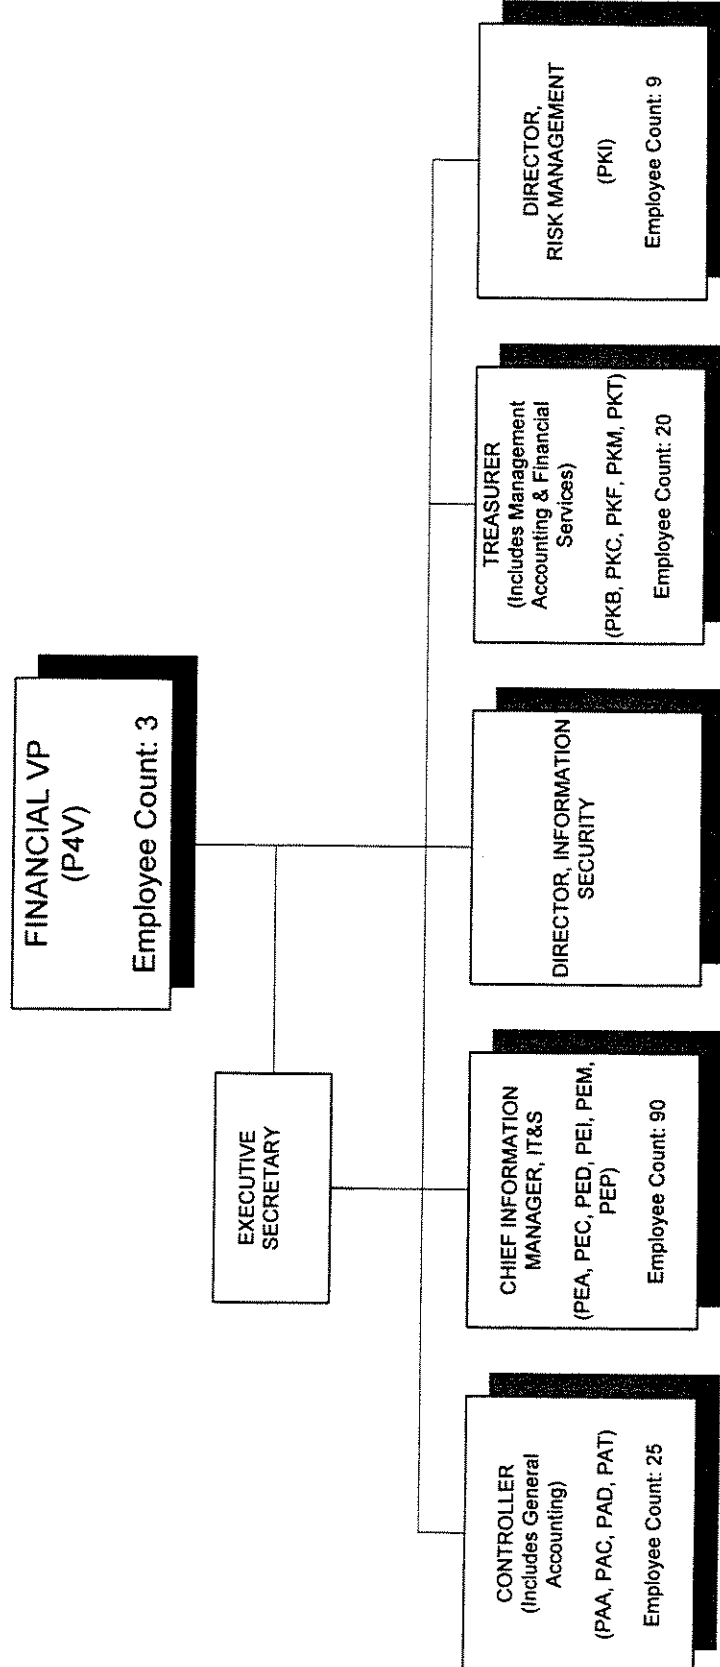 FINANCIAL VP
(P4V)
Employee Count: 3
EXECUTIVE
SECRETARY
CONTROLLER
(Includes General
Accounting)
(PAA, PAC, PAD, PAT)
Employee Count: 25
CHIEF INFORMATION
MANAGER, IT&S
(PEA, PEC, PED, PEI, PEM,
PEP)
Employee Count: 90
DIRECTOR, INFORMATION
SECURITY
TREASURER
(Includes Management
Accounting & Financial
Services)
(PKB, PKC, PKF, PKM, PKT)
Employee Count: 20
DIRECTOR,
RISK MANAGEMENT
(PKI)
Employee Count: 9